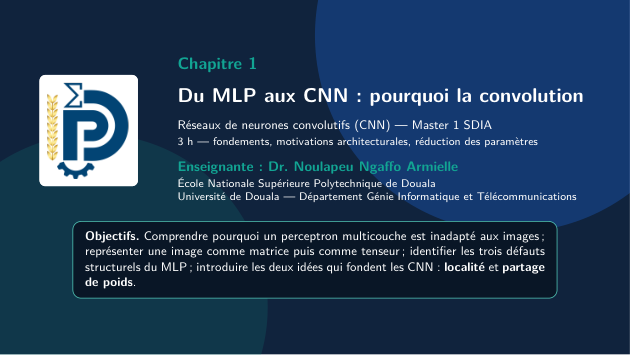 Chapitre 1
Du MLP aux CNN : pourquoi la convolution
Réseaux de neurones convolutifs (CNN) — Master 1 SDIA
3 h — fondements, motivations architecturales, réduction des paramètres
Enseignante : Dr. Noulapeu Ngaffo Armielle
École Nationale Supérieure Polytechnique de Douala
Université de Douala — Département Génie Informatique et Télécommunications
Objectifs. Comprendre pourquoi un perceptron multicouche est inadapté aux images ;
représenter une image comme matrice puis comme tenseur ; identifier les trois défauts
structurels du MLP ; introduire les deux idées qui fondent les CNN : localité et partage
de poids.